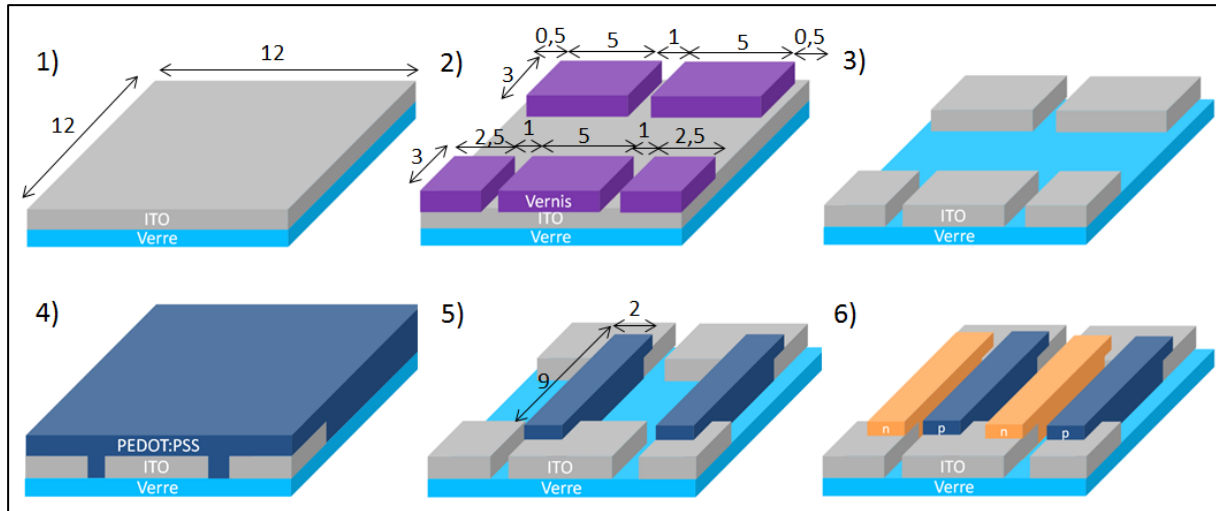 1)
12
12
ITO
Verre
2)
0,5
5
1
5
0,5
3
2,5
1
5
1
2,5
3
Vernis
ITO
Verre
3)
ITO
Verre
4)
PEDOT:PSS
ITO
Verre
5)
2
9
ITO
Verre
6)
n
p
n
p
ITO
Verre